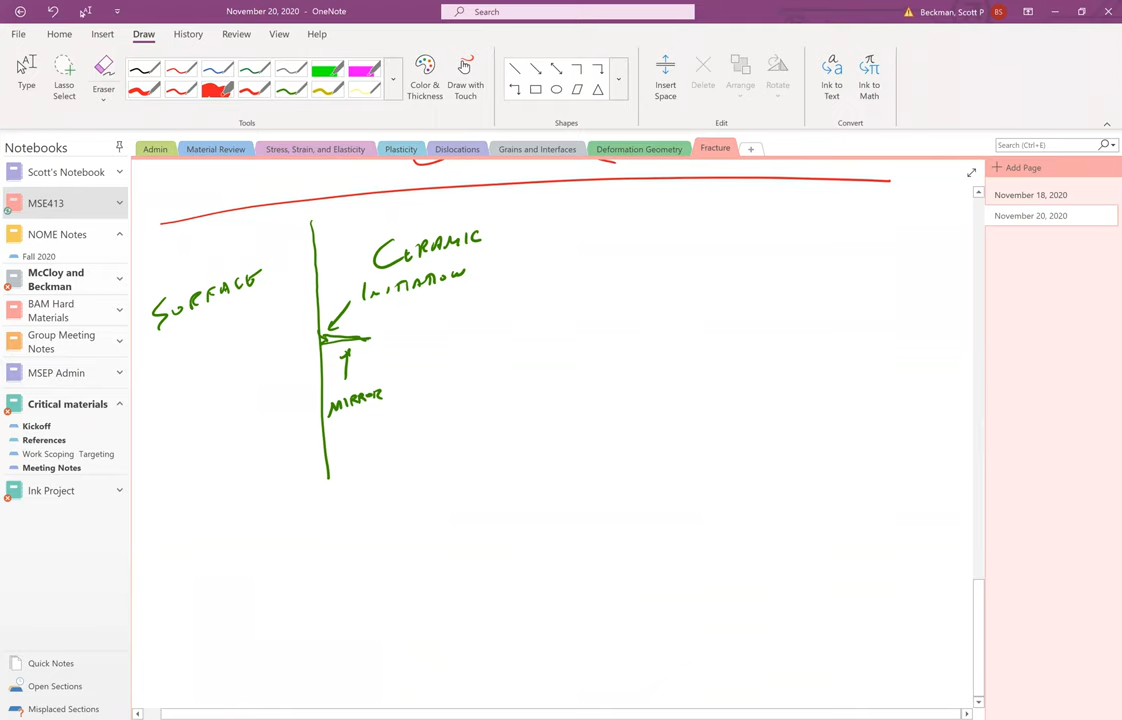 November 20, 2020 - OneNote
Search
Beckman, Scott P
BS
File
Home
Insert
Draw
History
Review
View
Help
Type
Lasso
Select
Eraser
Color &
Thickness
Draw with
Touch
Insert
Space
Delete
Arrange
Rotate
Ink to
Text
Ink to
Math
Tools
Shapes
Edit
Convert
Notebooks
Admin
Material Review
Stress, Strain, and Elasticity
Plasticity
Dislocations
Grains and Interfaces
Deformation Geometry
Fracture
Search (Ctrl+E)
Scott's Notebook
MSE413
NOME Notes
Fall 2020
McCloy and
Beckman
BAM Hard
Materials
Group Meeting
Notes
MSEP Admin
Critical materials
Kickoff
References
Work Scoping Targeting
Meeting Notes
Ink Project
Quick Notes
Open Sections
Misplaced Sections
Add Page
November 18, 2020
November 20, 2020
CERAMIC
INITIATION
SURFACE
MIRROR